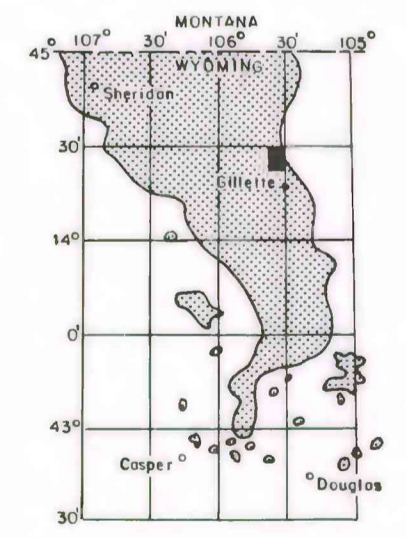 MONTANA
107° 30' 106° 30' 105°
45°
WYOMING
Sheridan
30'
Gillette
14°
0'
43°
Casper
Douglas
30'